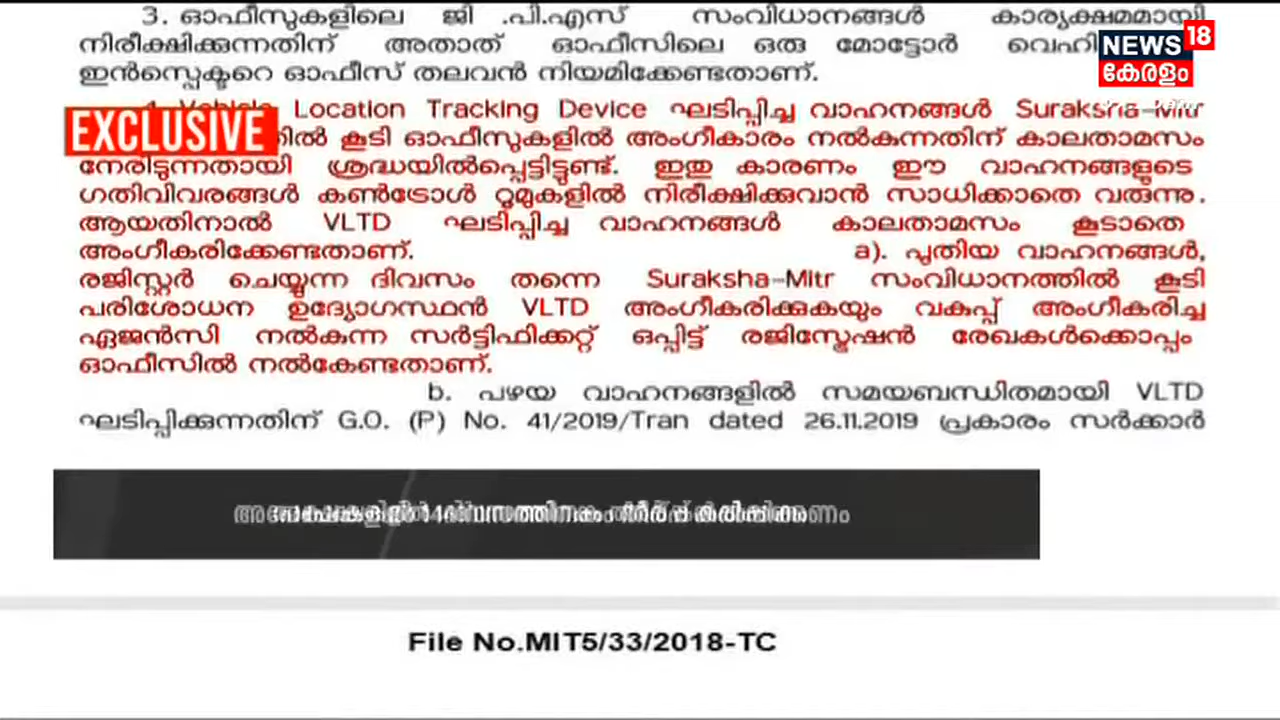 3. ഓഫീസുകളിലെ ജി .പി.എസ് സംവിധാനങ്ങൾ കാര്യക്ഷമമായി
നിരീക്ഷിക്കുന്നതിന് അതാത് ഓഫീസിലെ ഒരു മോട്ടോർ
ഇൻസ്പെക്ടറെ ഓഫീസ് തലവൻ നിയമിക്കേണ്ടതാണ്.
NEWS 18
കേരളം
Location Tracking Device ഘടിപ്പിച്ച വാഹനങ്ങൾ Suraksha-Mitr
EXCLUSIVE
കൂടി ഓഫീസുകളിൽ അംഗീകാരം നൽകുന്നതിന് കാലതാമസം
നേരിടുന്നതായി ശ്രദ്ധയിൽപ്പെട്ടിട്ടുണ്ട്. ഇതു കാരണം ഈ വാഹനങ്ങളുടെ
ഗതിവിവരങ്ങൾ കൺട്രോൾ റൂമുകളിൽ നിരീക്ഷിക്കുവാൻ സാധിക്കാതെ വരുന്നു.
ആയതിനാൽ VLTD ഘടിപ്പിച്ച വാഹനങ്ങൾ കാലതാമസം കൂടാതെ
അംഗീകരിക്കേണ്ടതാണ്. a). പുതിയ വാഹനങ്ങൾ,
രജിസ്റ്റർ ചെയ്യുന്ന ദിവസം തന്നെ Suraksha-Mitr സംവിധാനത്തിൽ കൂടി
പരിശോധന ഉദ്യോഗസ്ഥൻ VLTD അംഗീകരിക്കുകയും വകുപ്പ് അംഗീകരിച്ച
ഏജൻസി നൽകുന്ന സർട്ടിഫിക്കറ്റ് ഒപ്പിട്ട് രജിസ്ട്രേഷൻ രേഖകൾക്കൊപ്പം
ഓഫീസിൽ നൽകേണ്ടതാണ്.
b. പഴയ വാഹനങ്ങളിൽ സമയബന്ധിതമായി VLTD
ഘടിപ്പിക്കുന്നതിന് G.O. (P) No. 41/2019/Tran dated 26.11.2019 പ്രകാരം സർക്കാർ
File No.MIT5/33/2018-TC